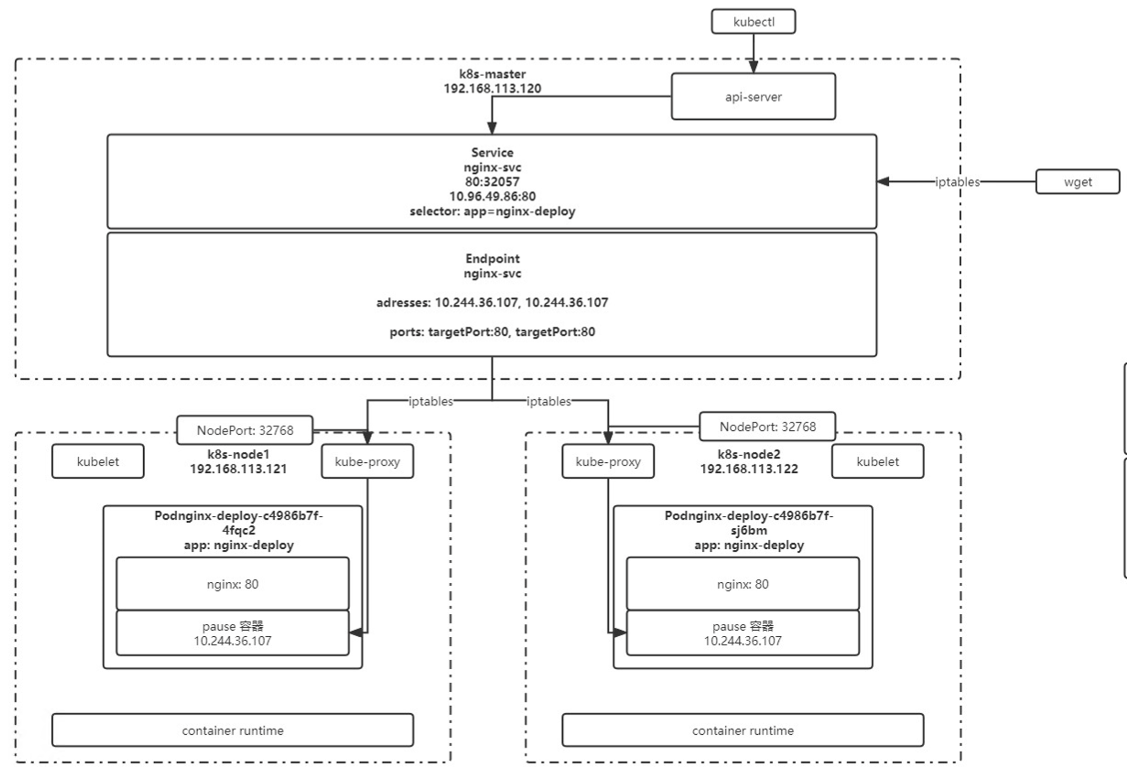 kubectl
k8s-master
192.168.113.120
api-server
Service
nginx-svc
80:32057
10.96.49.86:80
selector: app=nginx-deploy
iptables
wget
Endpoint
nginx-svc
adresses: 10.244.36.107, 10.244.36.107
ports: targetPort:80, targetPort:80
iptables
iptables
NodePort: 32768
kubelet
k8s-node1
192.168.113.121
kube-proxy
Podnginx-deploy-c4986b7f-
4fqc2
app: nginx-deploy
nginx: 80
pause 容器
10.244.36.107
container runtime
NodePort: 32768
kube-proxy
k8s-node2
192.168.113.122
kubelet
Podnginx-deploy-c4986b7f-
sj6bm
app: nginx-deploy
nginx: 80
pause 容器
10.244.36.107
container runtime